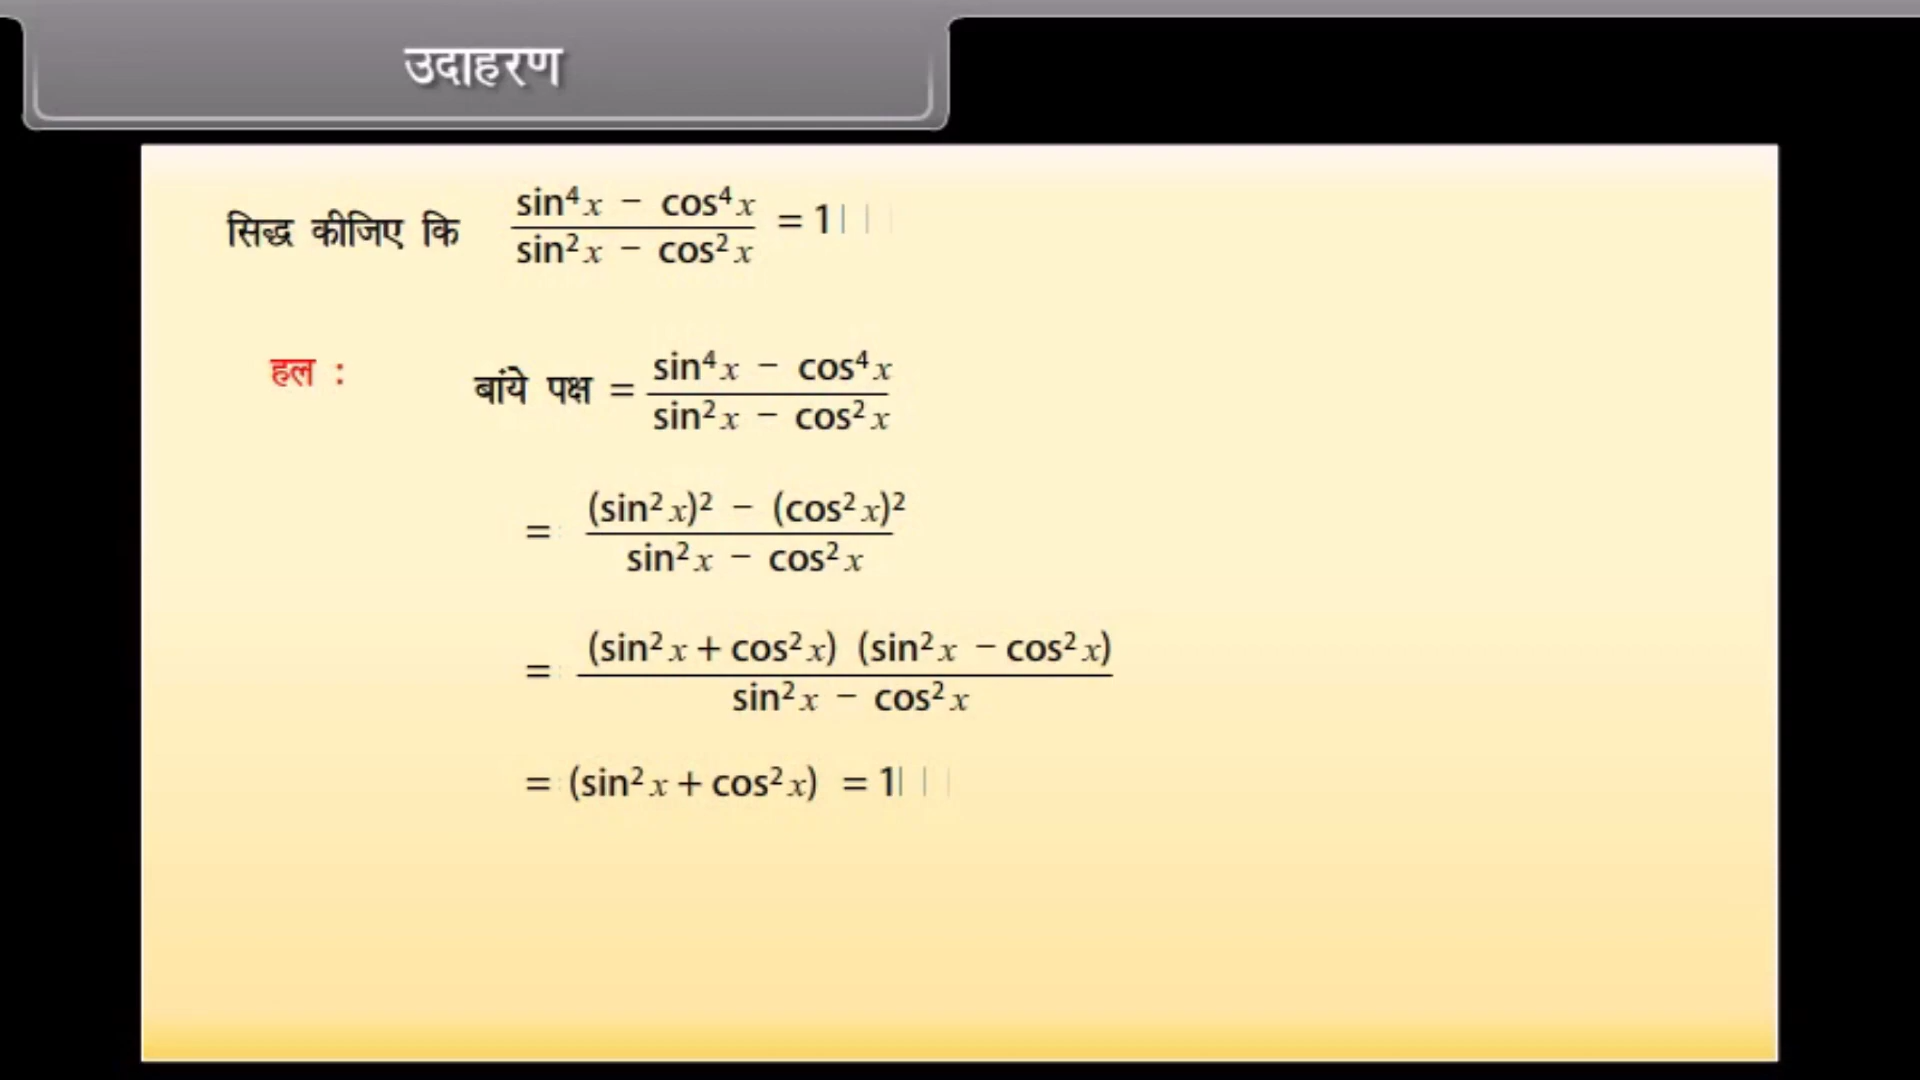 उदाहरण
सिद्ध कीजिए कि (sin⁴x − cos⁴x)/(sin²x − cos²x) = 1
हल : बांये पक्ष = (sin⁴x − cos⁴x)/(sin²x − cos²x)
= ((sin²x)² − (cos²x)²)/(sin²x − cos²x)
= ((sin²x + cos²x) (sin²x − cos²x))/(sin²x − cos²x)
= (sin²x + cos²x) = 1